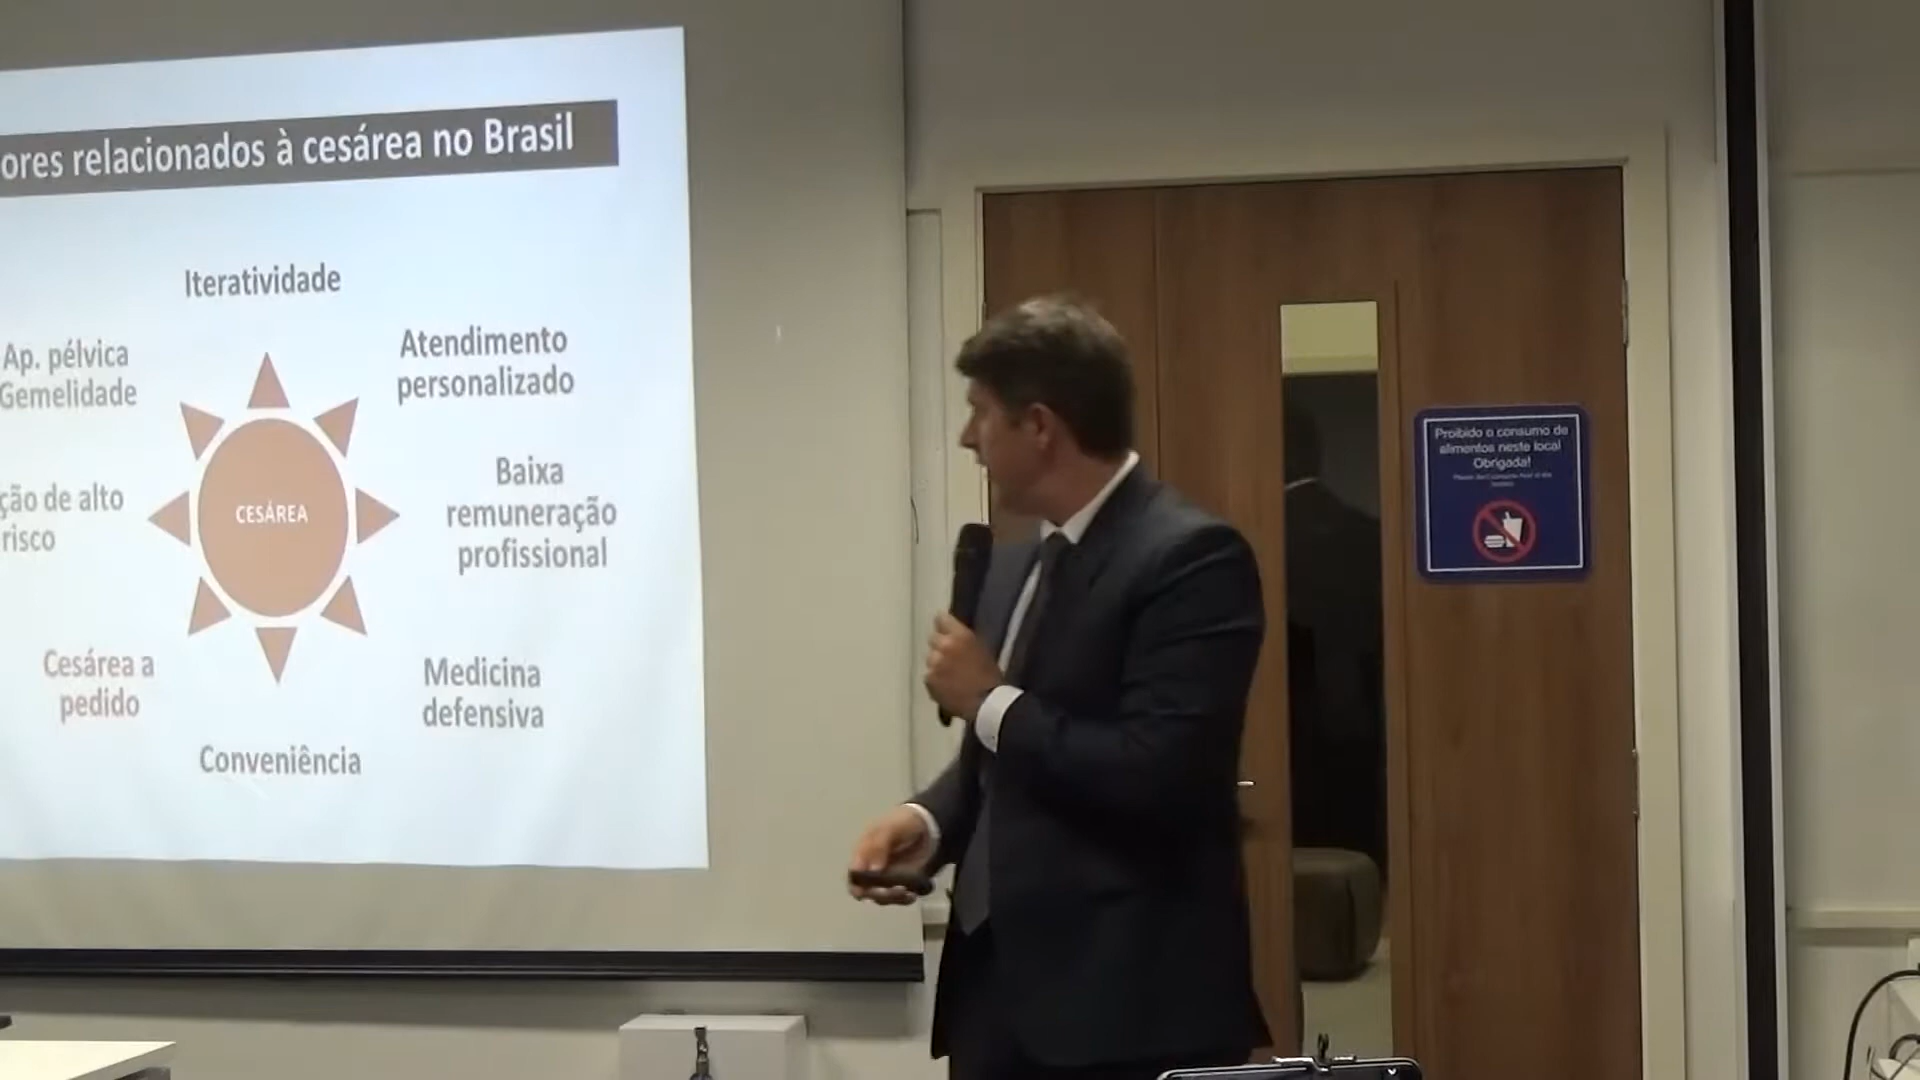 ores relacionados à cesárea no Brasil
Iteratividade
Ap. pélvica
Gemelidade
Atendimento
personalizado
ção de alto
risco
CESÁREA
Baixa
remuneração
profissional
Cesárea a
pedido
Medicina
defensiva
Conveniência
Proibido o consumo de
alimentos neste local
Obrigada!